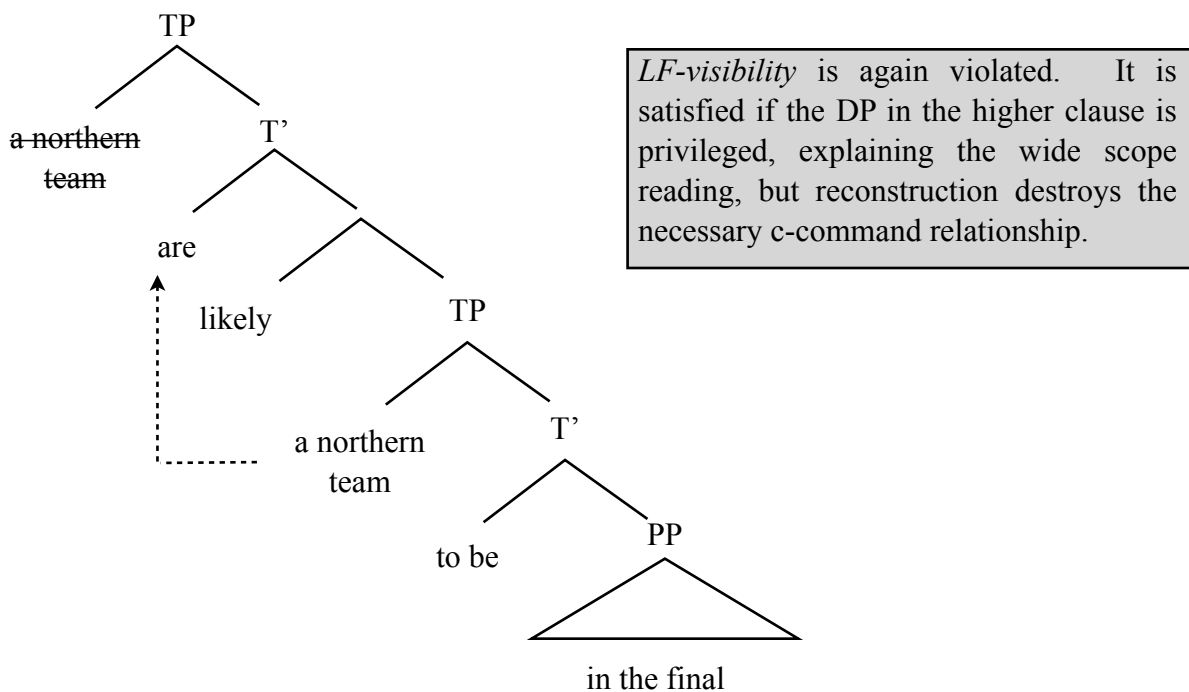 TP
LF-visibility is again violated. It is
satisfied if the DP in the higher clause is
privileged, explaining the wide scope
reading, but reconstruction destroys the
necessary c-command relationship.
a northern
team
T’
are
likely
TP
a northern
team
T’
to be
PP
in the final